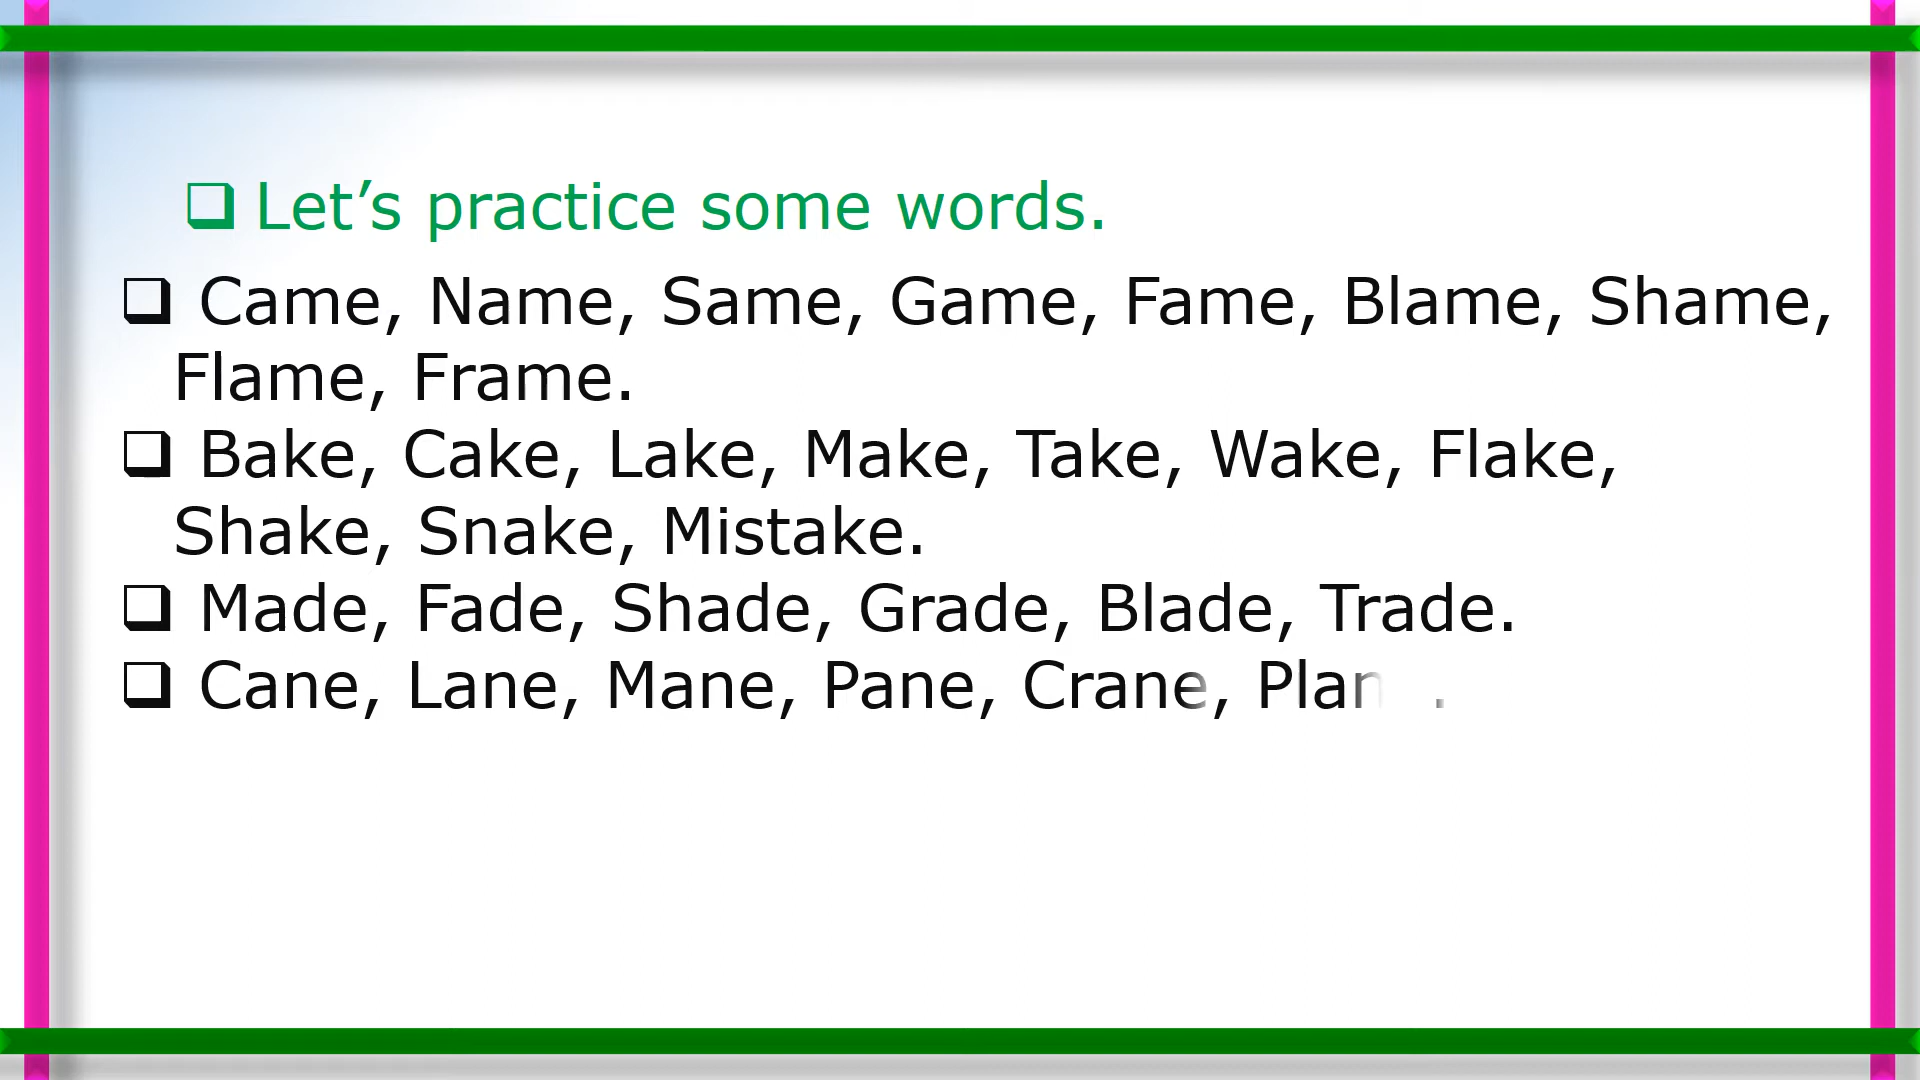 Let’s practice some words.
Came, Name, Same, Game, Fame, Blame, Shame,
Flame, Frame.
Bake, Cake, Lake, Make, Take, Wake, Flake,
Shake, Snake, Mistake.
Made, Fade, Shade, Grade, Blade, Trade.
Cane, Lane, Mane, Pane, Crane,